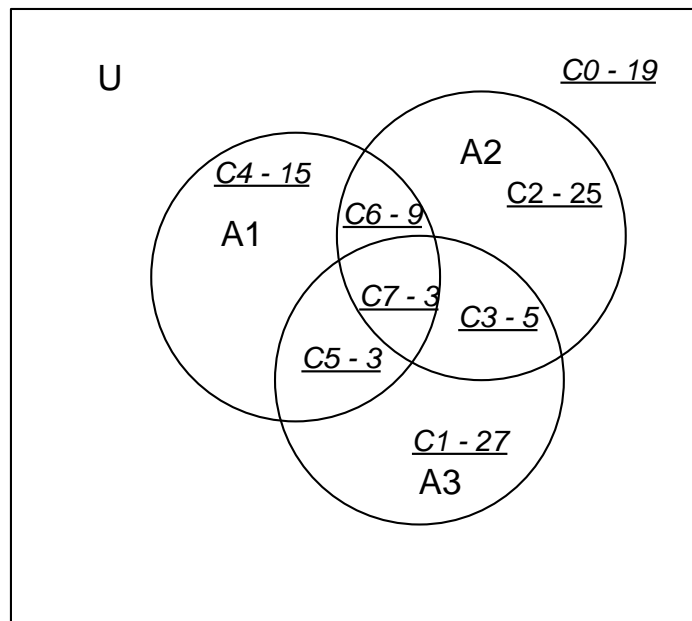 U
C0 - 19
A2
C4 - 15
C2 - 25
C6 - 9
A1
C7 - 3
C3 - 5
C5 - 3
C1 - 27
A3